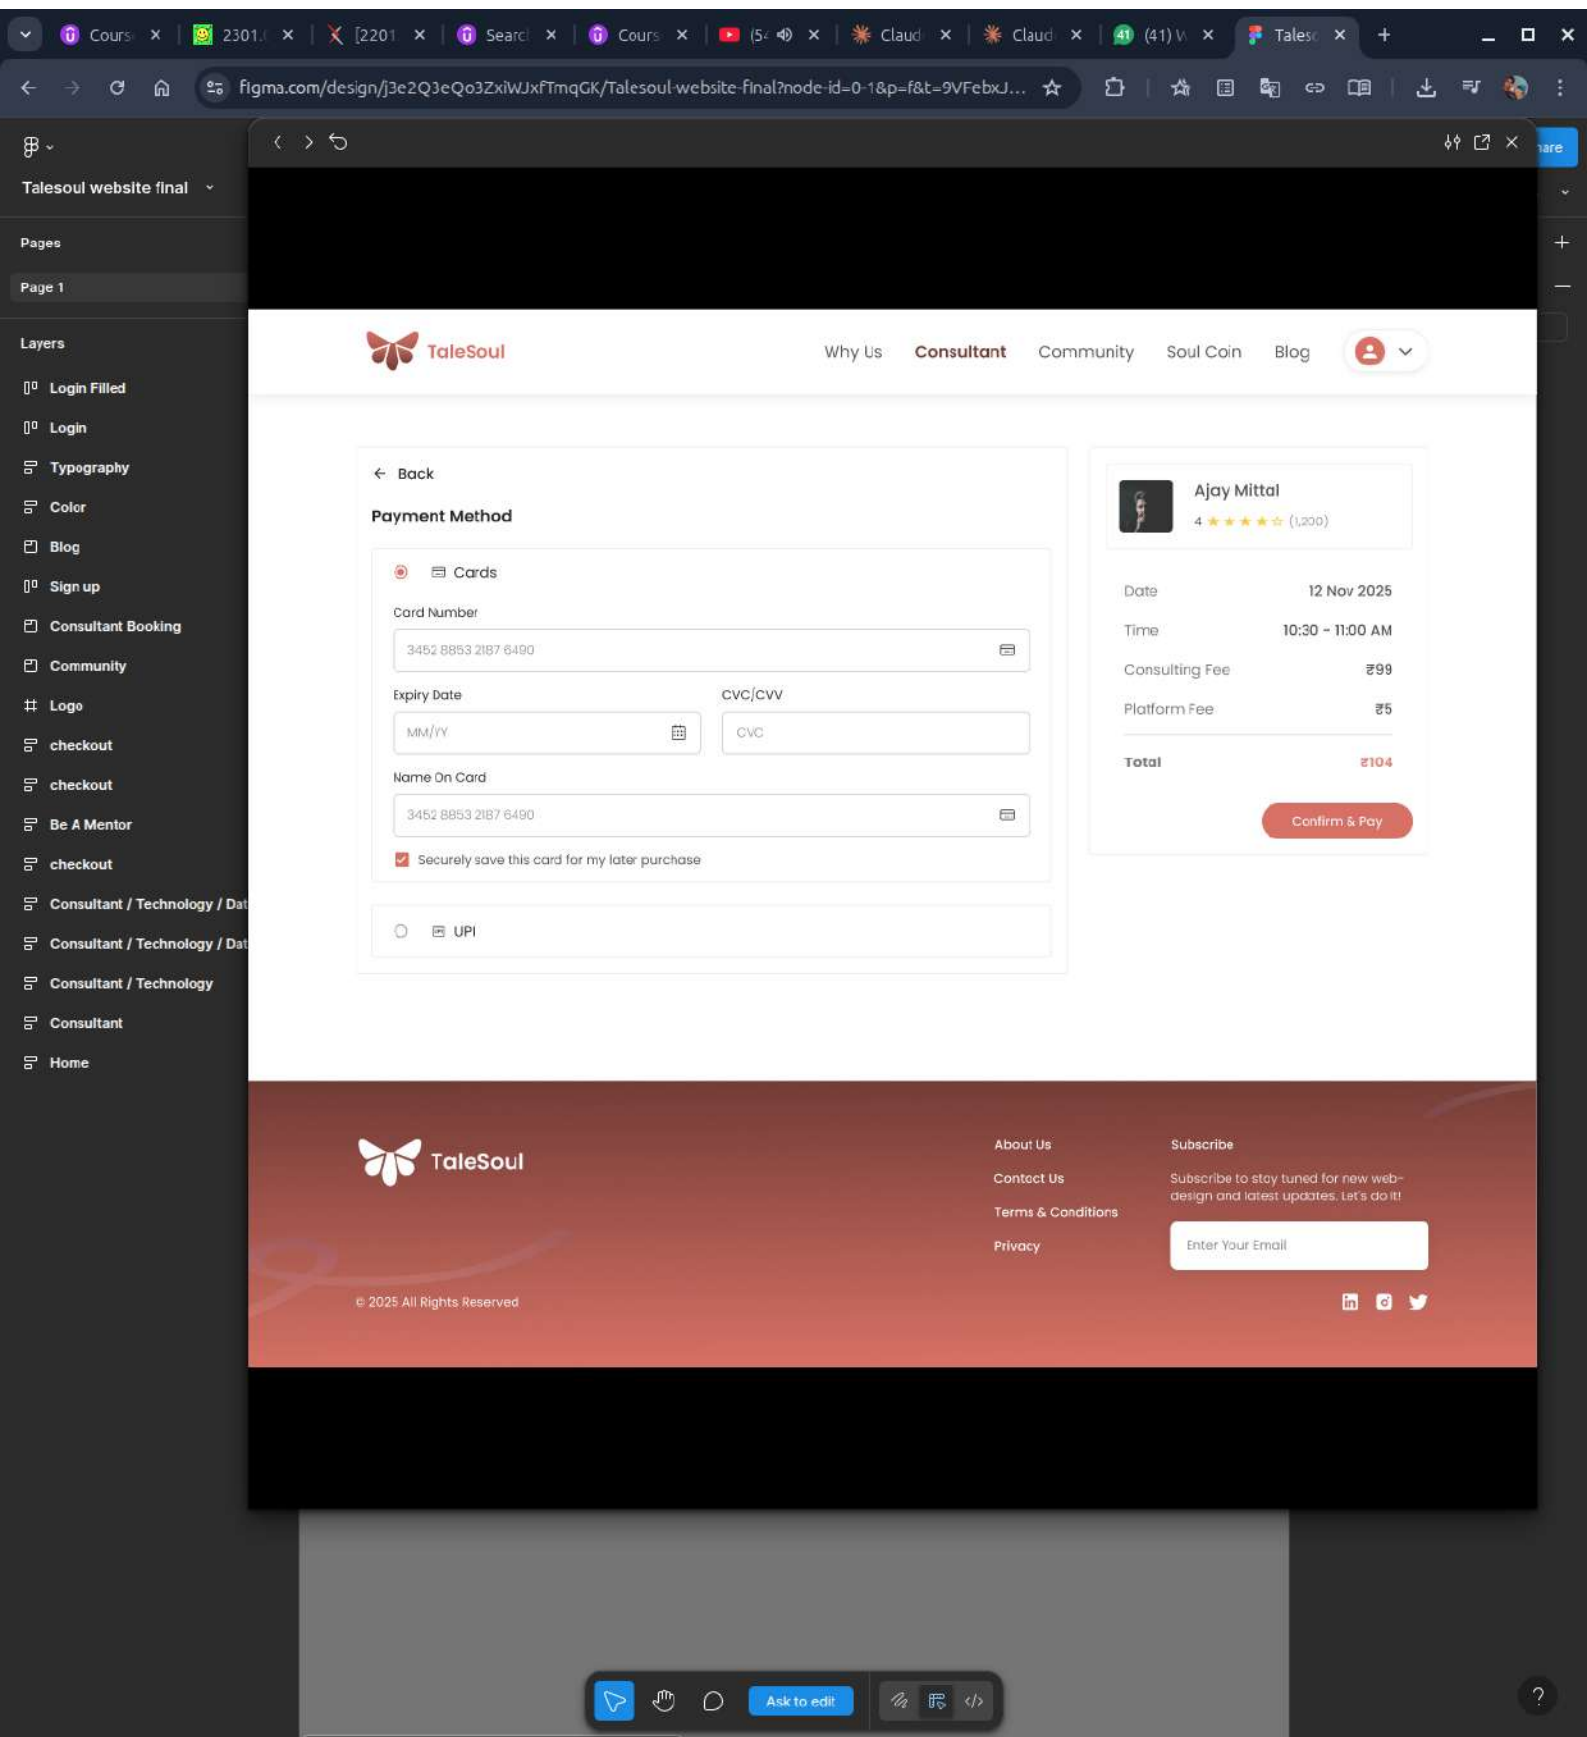 Cours
2301.
[2201
Searc
Cours
(54
Claud
Claud
(41) W
Talesc
figma.com/design/j3e2Q3eQo3ZxiWJxfTmqGK/Talesoul-website-final?node-id=0-1&p=f&t=9VFebxJ...
Talesoul website final
Pages
Page 1
Layers
Login Filled
Login
Typography
Color
Blog
Sign up
Consultant Booking
Community
Logo
checkout
checkout
Be A Mentor
checkout
Consultant / Technology / Dat
Consultant / Technology / Dat
Consultant / Technology
Consultant
Home
hare
TaleSoul
Why Us
Consultant
Community
Soul Coin
Blog
Back
Payment Method
Cards
Card Number
3452 8853 2187 6490
Expiry Date
CVC/CVV
MM/YY
CVC
Name On Card
3452 8853 2187 6490
Securely save this card for my later purchase
UPI
Ajay Mittal
4 ★★★★☆ (1,200)
Date 12 Nov 2025
Time 10:30 - 11:00 AM
Consulting Fee ₹99
Platform Fee ₹5
Total ₹104
Confirm & Pay
TaleSoul
About Us
Contact Us
Terms & Conditions
Privacy
Subscribe
Subscribe to stay tuned for new web-
design and latest updates. Let's do it!
Enter Your Email
© 2025 All Rights Reserved
Ask to edit